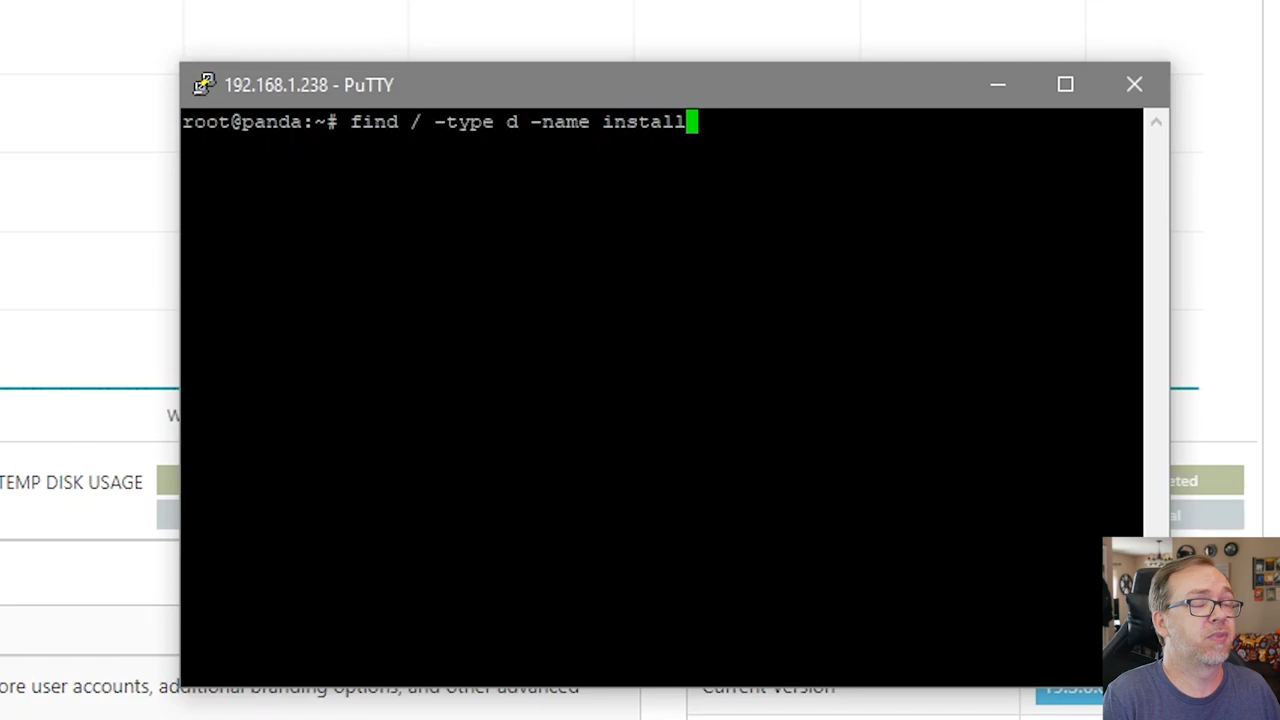 192.168.1.238 - PuTTY
root@panda:~# find / -type d -name install
TEMP DISK USAGE
ore user accounts, additional branding options, and other advanced
Current version